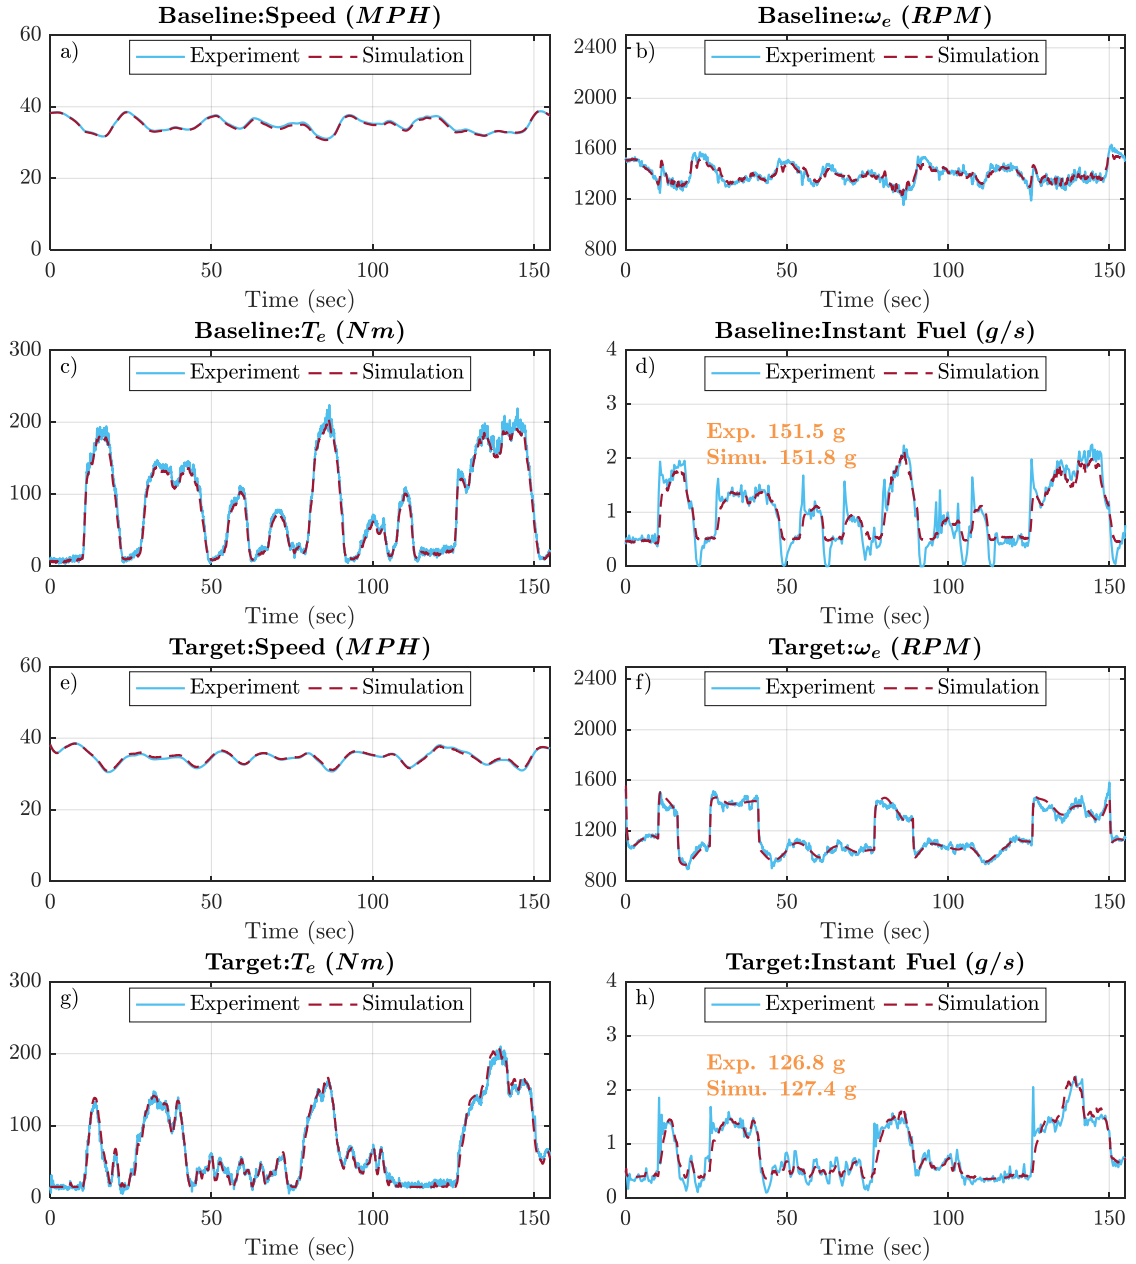 Baseline:Speed (MPH)
a)
Experiment
Simulation
60
40
20
0
0
50
100
150
Time (sec)
Baseline:ωₑ (RPM)
b)
Experiment
Simulation
2400
2000
1600
1200
800
0
50
100
150
Time (sec)
Baseline:Tₑ (Nm)
c)
Experiment
Simulation
300
200
100
0
0
50
100
150
Time (sec)
Baseline:Instant Fuel (g/s)
d)
Experiment
Simulation
Exp. 151.5 g
Simu. 151.8 g
4
3
2
1
0
0
50
100
150
Time (sec)
Target:Speed (MPH)
e)
Experiment
Simulation
60
40
20
0
0
50
100
150
Time (sec)
Target:ωₑ (RPM)
f)
Experiment
Simulation
2400
2000
1600
1200
800
0
50
100
150
Time (sec)
Target:Tₑ (Nm)
g)
Experiment
Simulation
300
200
100
0
0
50
100
150
Time (sec)
Target:Instant Fuel (g/s)
h)
Experiment
Simulation
Exp. 126.8 g
Simu. 127.4 g
4
3
2
1
0
0
50
100
150
Time (sec)